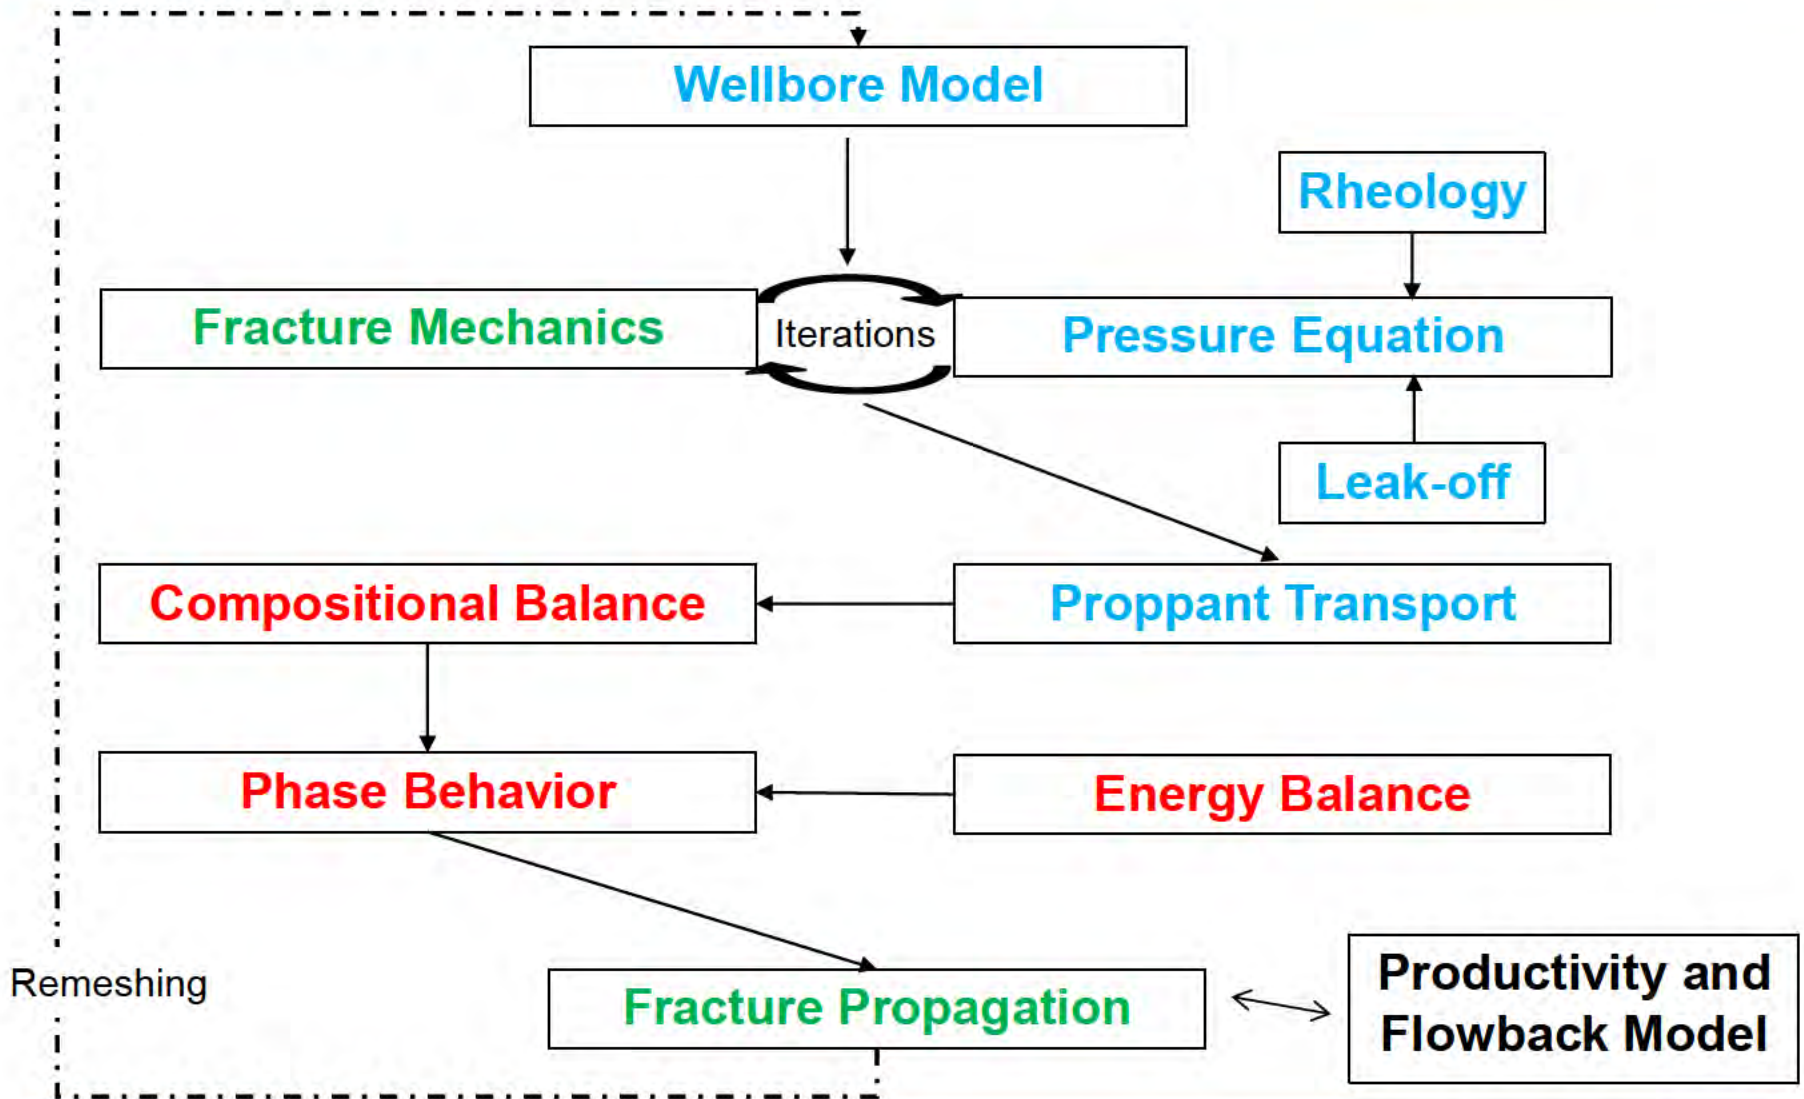 Wellbore Model
Rheology
Fracture Mechanics
Iterations
Pressure Equation
Leak-off
Compositional Balance
Proppant Transport
Phase Behavior
Energy Balance
Remeshing
Fracture Propagation
Productivity and
Flowback Model